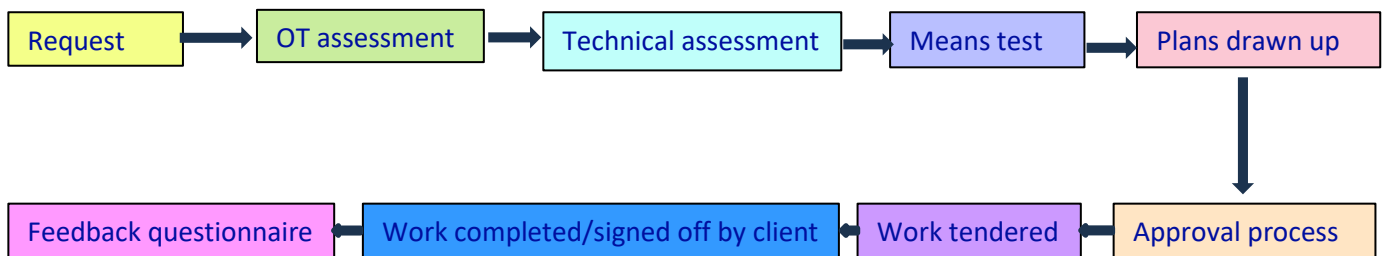 Request
OT assessment
Technical assessment
Means test
Plans drawn up
Approval process
Work tendered
Work completed/signed off by client
Feedback questionnaire